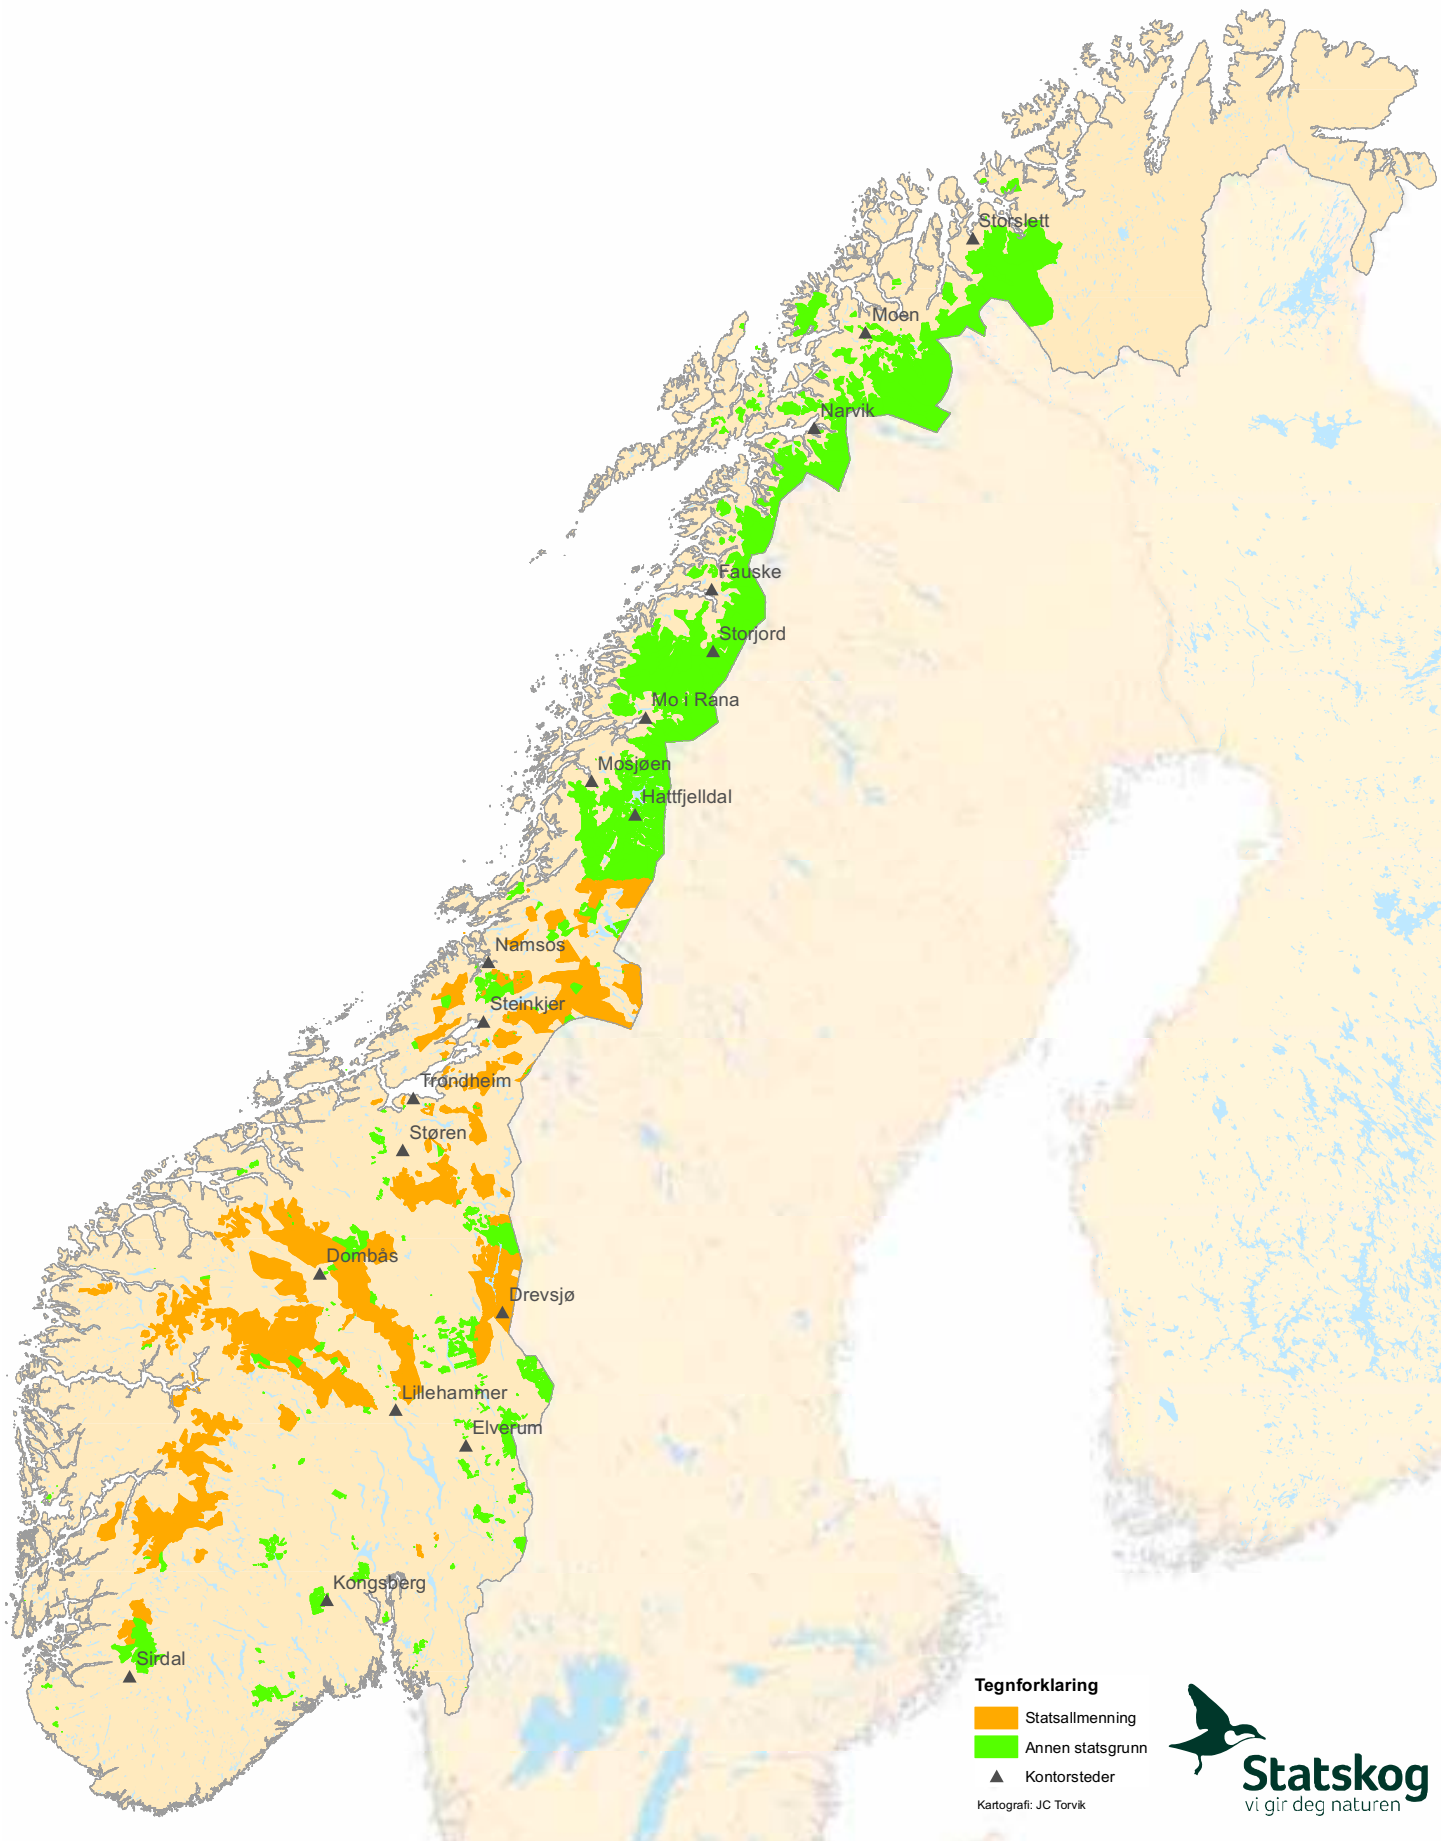 Storslett
Moen
Narvik
Fauske
Storjord
Mo i Rana
Mosjøen
Hattfjelldal
Namsos
Steinkjer
Trondheim
Støren
Dombås
Drevsjø
Lillehammer
Elverum
Kongsberg
Sirdal
Tegnforklaring
Statsallmenning
Annen statsgrunn
Kontorsteder
Kartografi: JC Torvik
Statskog
vi gir deg naturen